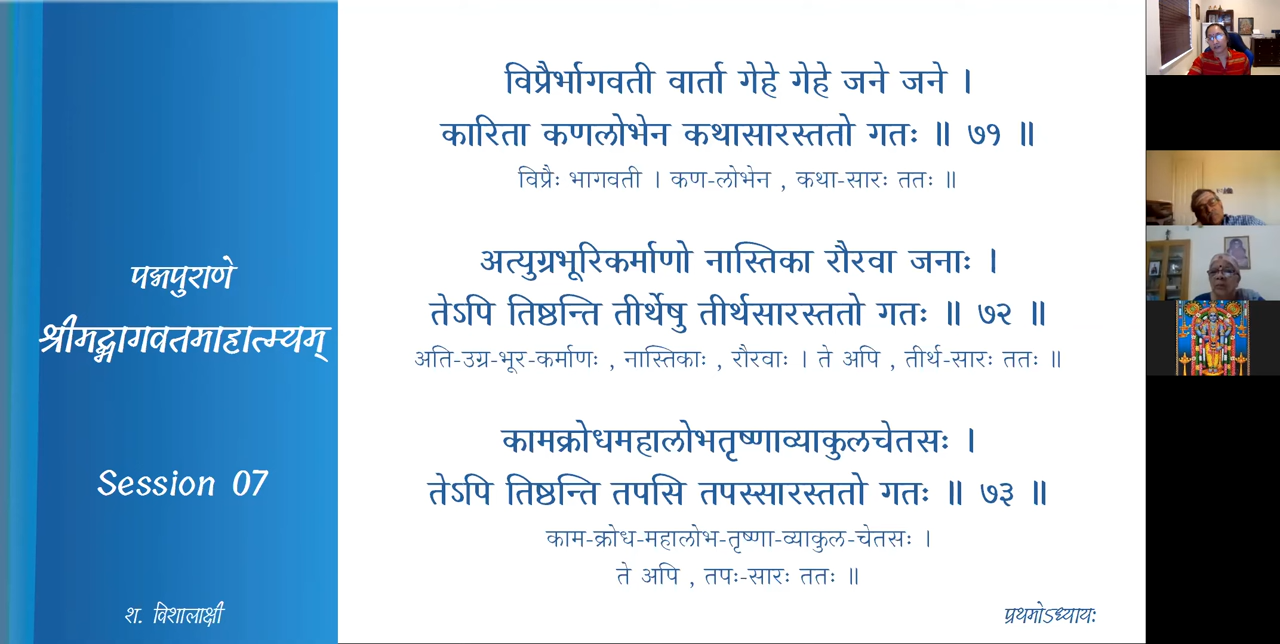 पद्मपुराणे
श्रीमद्भागवतमाहात्म्यम्
Session 07
श. विशालाक्षी
विप्रैर्भागवती वार्ता गेहे गेहे जने जने ।
कारिता कणलोभेन कथासारस्ततो गतः ॥ ७१ ॥
विप्रैः भागवती । कण-लोभेन , कथा-सारः ततः ॥
अत्युग्रभूरिकर्माणो नास्तिका रौरवा जनाः ।
तेऽपि तिष्ठन्ति तीर्थेषु तीर्थसारस्ततो गतः ॥ ७२ ॥
अति-उग्र-भूर-कर्माणः , नास्तिकाः , रौरवाः । ते अपि , तीर्थ-सारः ततः ॥
कामक्रोधमहालोभतृष्णाव्याकुलचेतसः ।
तेऽपि तिष्ठन्ति तपसि तपस्सारस्ततो गतः ॥ ७३ ॥
काम-क्रोध-महालोभ-तृष्णा-व्याकुल-चेतसः ।
ते अपि , तपः-सारः ततः ॥
प्रथमोऽध्यायः